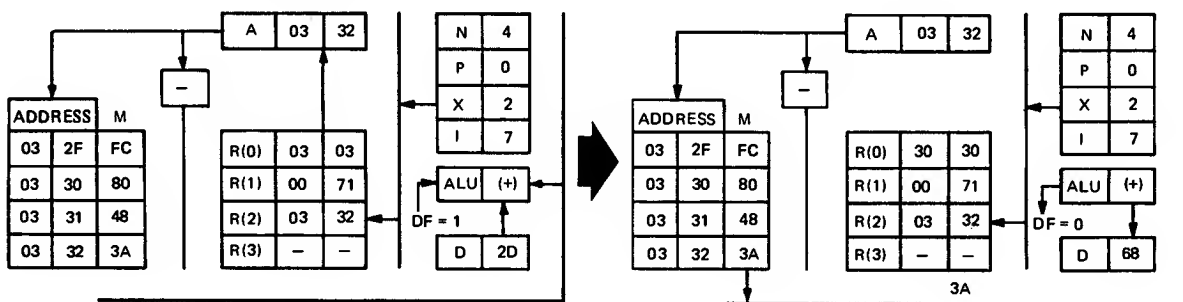 A 03 32
N 4
P 0
X 2
I 7
–
ADDRESS M
03 2F FC
03 30 80
03 31 48
03 32 3A
R(0) 03 03
R(1) 00 71
R(2) 03 32
R(3) – –
ALU (+)
DF = 1
D 2D
A 03 32
N 4
P 0
X 2
I 7
–
ADDRESS M
03 2F FC
03 30 80
03 31 48
03 32 3A
R(0) 30 30
R(1) 00 71
R(2) 03 32
R(3) – –
ALU (+)
DF = 0
D 68
3A